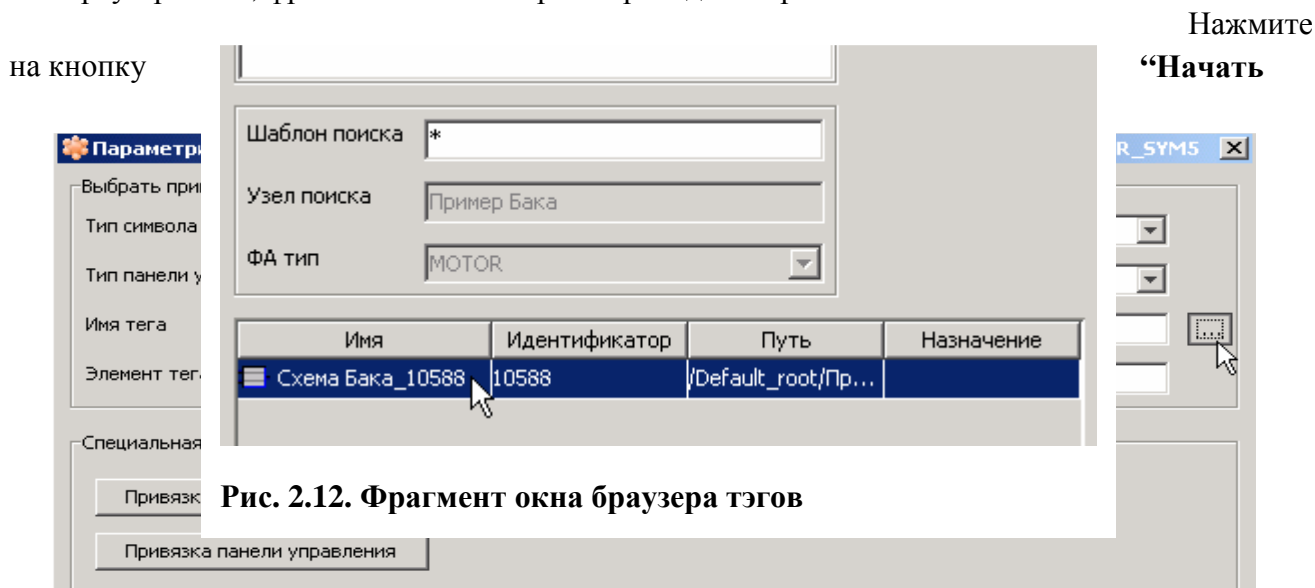 Нажмите
на кнопку “Начать
Шаблон поиска *
Узел поиска Пример Бака
ФА тип MOTOR
Имя Идентификатор Путь Назначение
Схема Бака_10588 10588 /Default_root/Пр...
Рис. 2.12. Фрагмент окна браузера тэгов
Параметри R_SYM5
Выбрать при
Тип символа
Тип панели у
Имя тега ...
Элемент тег
Специальная
Привязк
Привязка панели управления